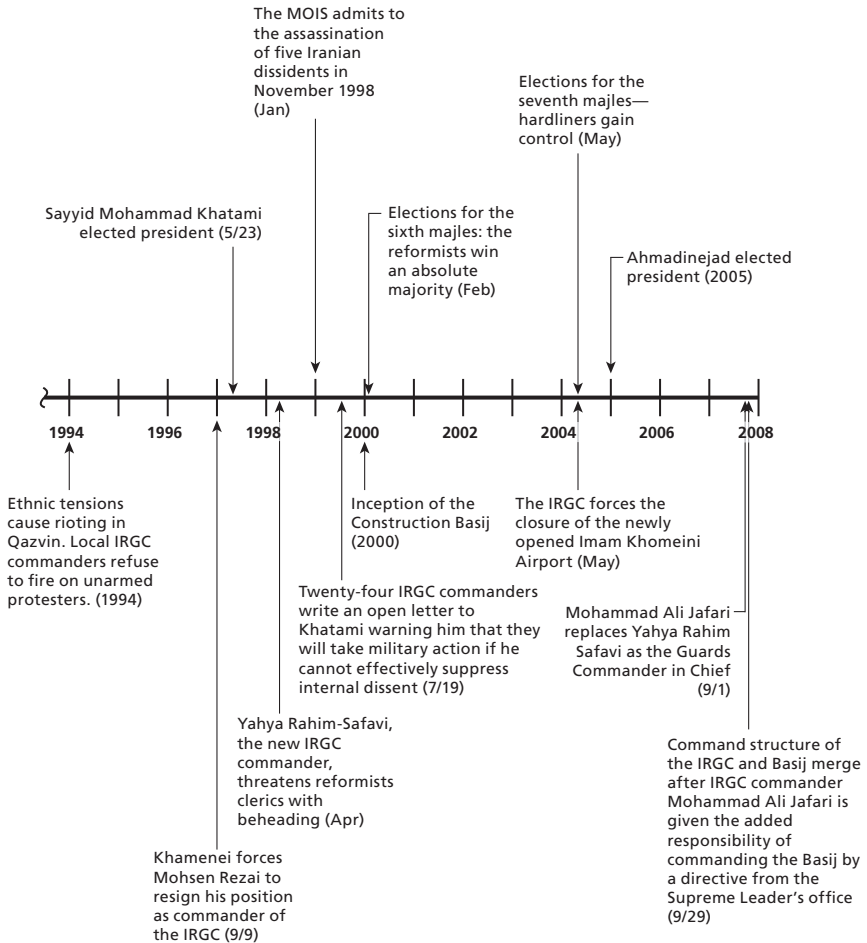 The MOIS admits to
the assassination
of five Iranian
dissidents in
November 1998
(Jan)
Elections for the
seventh majles—
hardliners gain
control (May)
Sayyid Mohammad Khatami
elected president (5/23)
Elections for the
sixth majles: the
reformists win
an absolute
majority (Feb)
Ahmadinejad elected
president (2005)
1994 1996 1998 2000 2002 2004 2006 2008
Ethnic tensions
cause rioting in
Qazvin. Local IRGC
commanders refuse
to fire on unarmed
protesters. (1994)
Inception of the
Construction Basij
(2000)
The IRGC forces the
closure of the newly
opened Imam Khomeini
Airport (May)
Twenty-four IRGC commanders
write an open letter to
Khatami warning him that they
will take military action if he
cannot effectively suppress
internal dissent (7/19)
Mohammad Ali Jafari
replaces Yahya Rahim
Safavi as the Guards
Commander in Chief
(9/1)
Yahya Rahim-Safavi,
the new IRGC
commander,
threatens reformists
clerics with
beheading (Apr)
Command structure of
the IRGC and Basij merge
after IRGC commander
Mohammad Ali Jafari is
given the added
responsibility of
commanding the Basij by
a directive from the
Supreme Leader's office
(9/29)
Khamenei forces
Mohsen Rezai to
resign his position
as commander of
the IRGC (9/9)